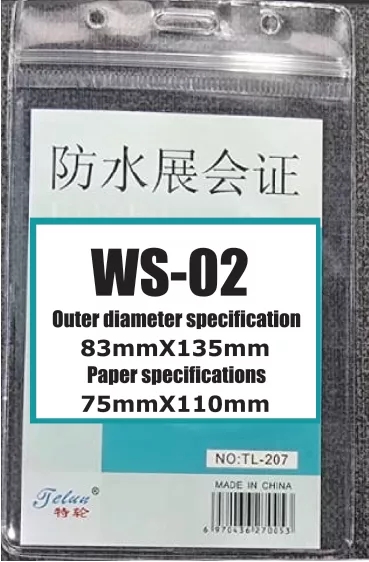 防水展会证
WS-02
Outer diameter specification
83mmX135mm
Paper specifications
75mmX110mm
NO:TL-207
MADE IN CHINA
Telun®
特轮
6970436270053